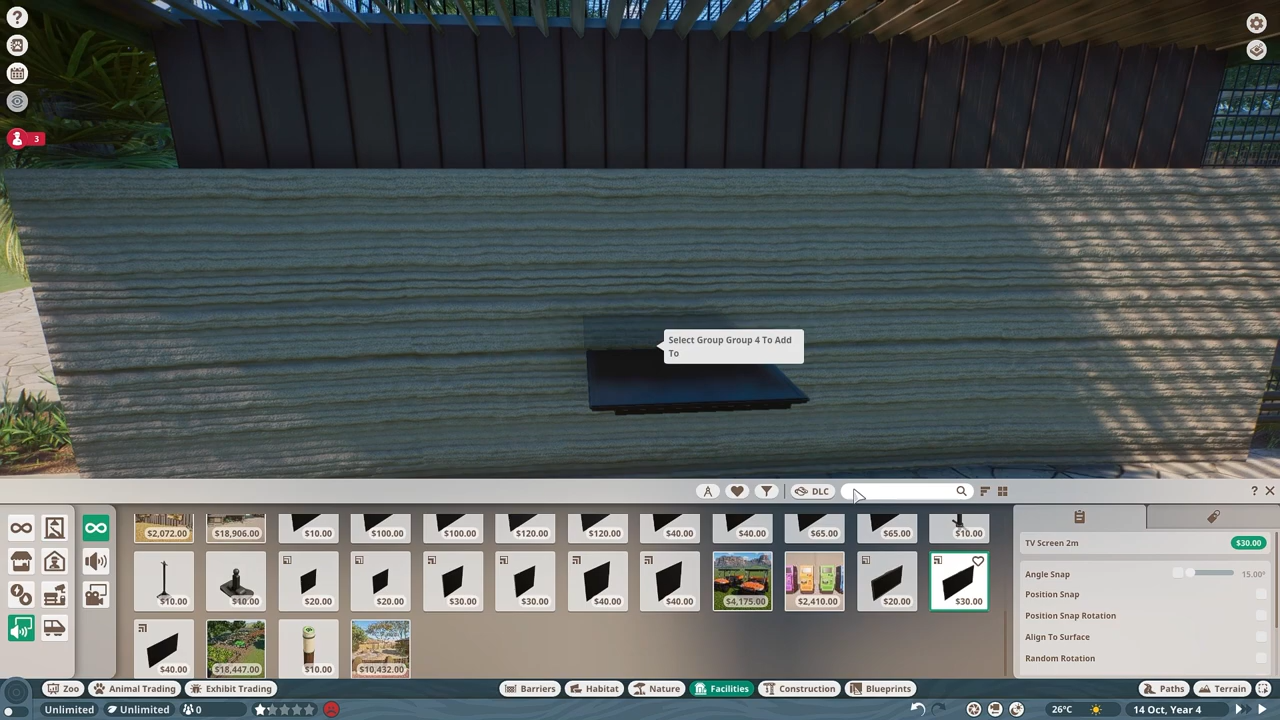 ?
3
Select Group Group 4 To Add
To
DLC
?
$2,072.00
$18,906.00
$10.00
$100.00
$100.00
$120.00
$120.00
$40.00
$40.00
$65.00
$65.00
$10.00
$10.00
$10.00
$20.00
$20.00
$30.00
$30.00
$40.00
$40.00
$4,175.00
$2,410.00
$20.00
$30.00
$40.00
$18,447.00
$10.00
$10,432.00
TV Screen 2m
$30.00
Angle Snap
15.00°
Position Snap
Position Snap Rotation
Align To Surface
Random Rotation
Zoo
Animal Trading
Exhibit Trading
Barriers
Habitat
Nature
Facilities
Construction
Blueprints
Paths
Terrain
Unlimited
Unlimited
0
26°C
14 Oct, Year 4